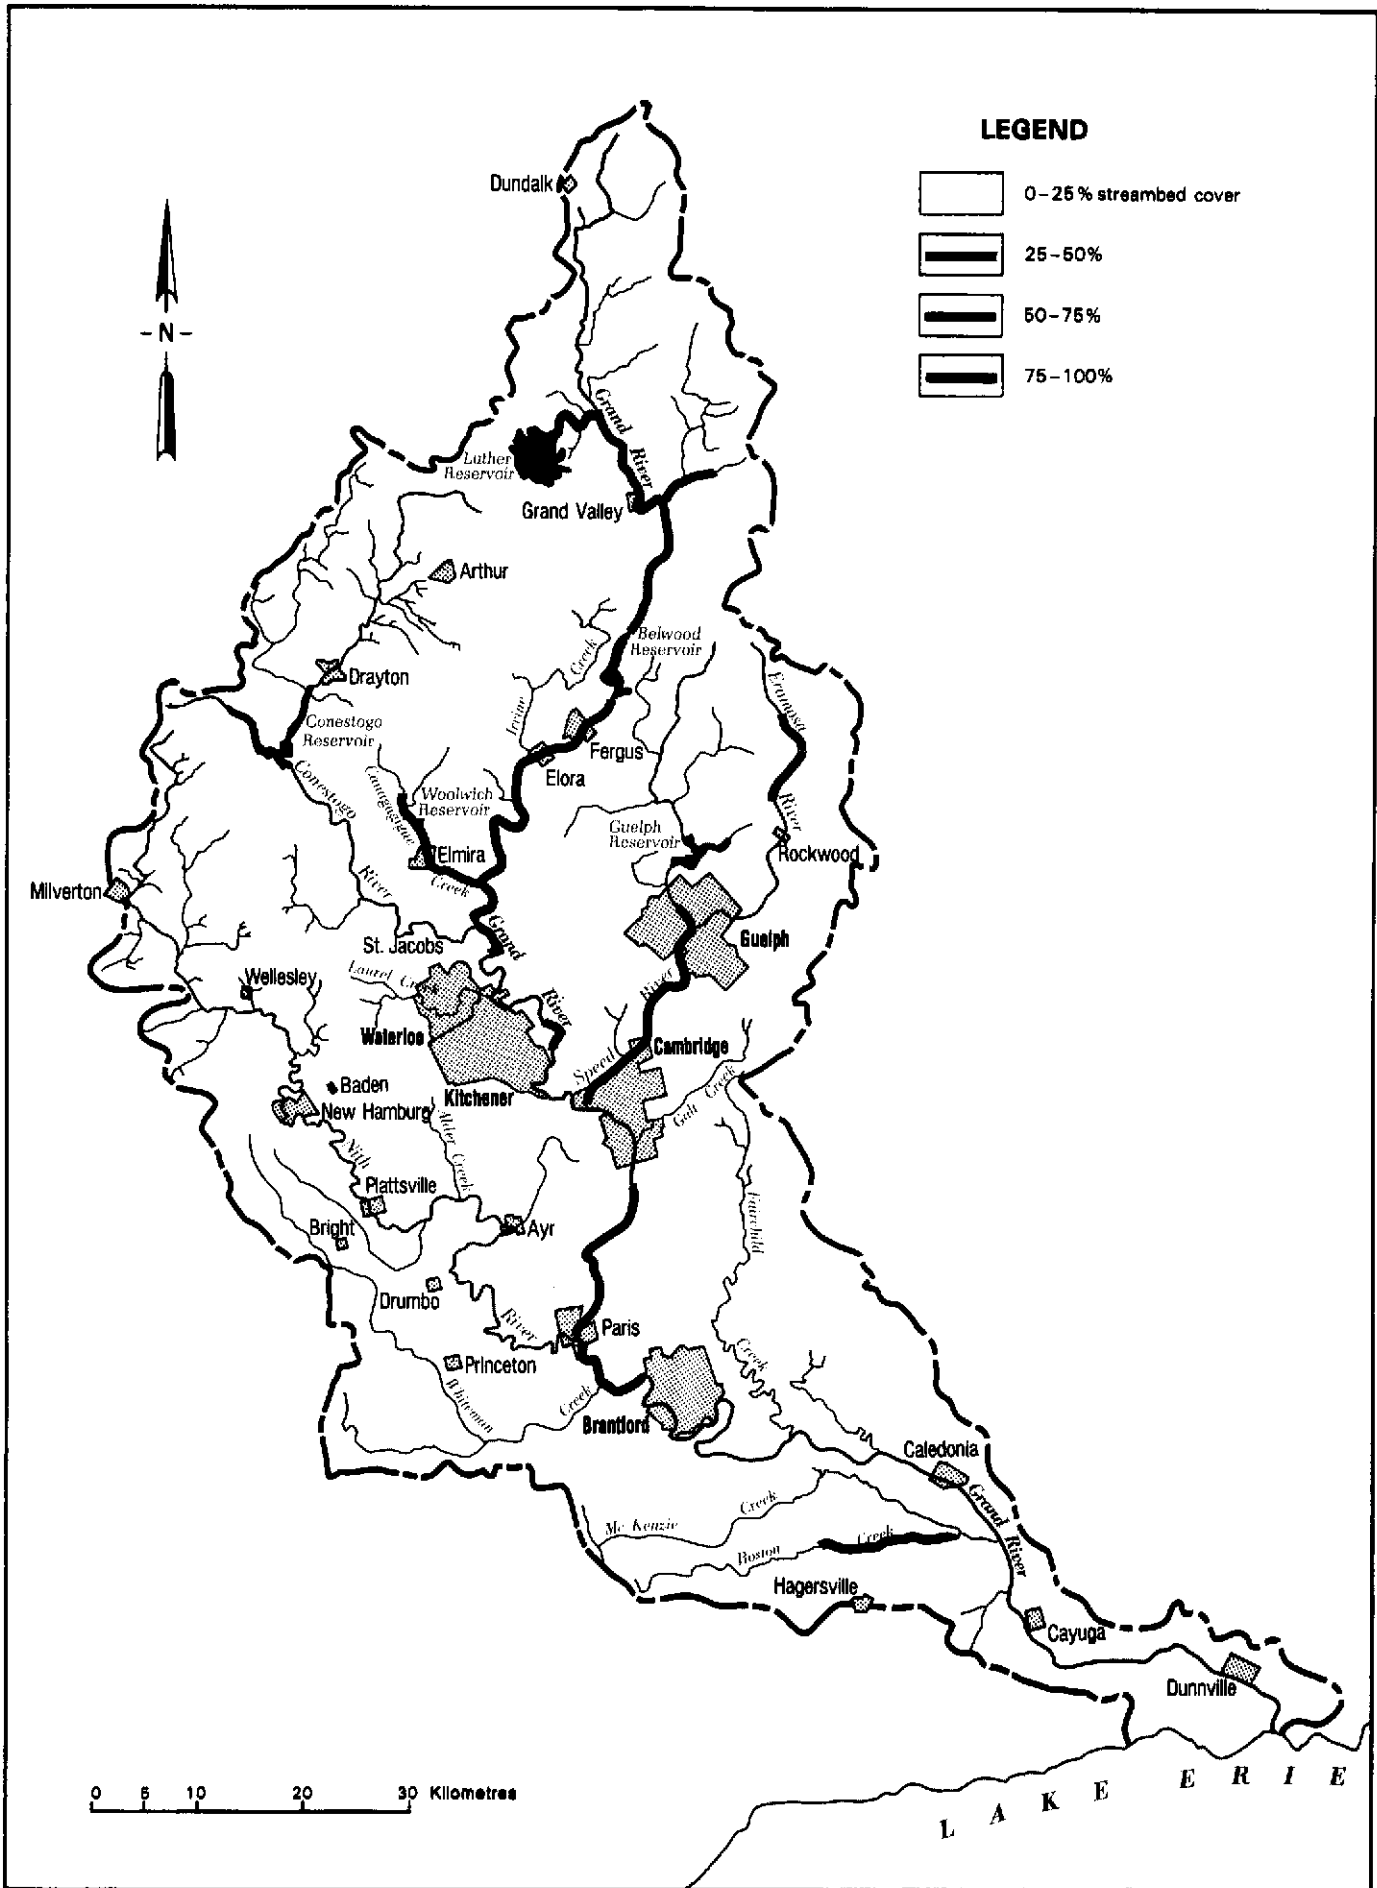 LEGEND
0-25% streambed cover
25-50%
50-75%
75-100%
-N-
Dundalk
Grand
River
Luther
Reservoir
Grand Valley
Arthur
Belwood
Reservoir
Irvine
Creek
Eramosa
River
Drayton
Conestogo
Reservoir
Fergus
Elora
Conestogo
River
Canagagigue
Creek
Woolwich
Reservoir
Guelph
Reservoir
Elmira
Rockwood
Milverton
Grand
River
Guelph
St. Jacobs
Wellesley
Laurel Creek
Waterloo
Speed
River
Cambridge
Baden
Kitchener
New Hamburg
Galt Creek
Alder Creek
Nith
River
Plattsville
Bright
Ayr
Fairchild
Creek
Drumbo
Paris
Princeton
Whiteman
Creek
Brantford
Caledonia
Grand
River
Mc Kenzie
Creek
Boston
Creek
Hagersville
Cayuga
Dunnville
0 5 10 20 30 Kilometres
LAKE ERIE